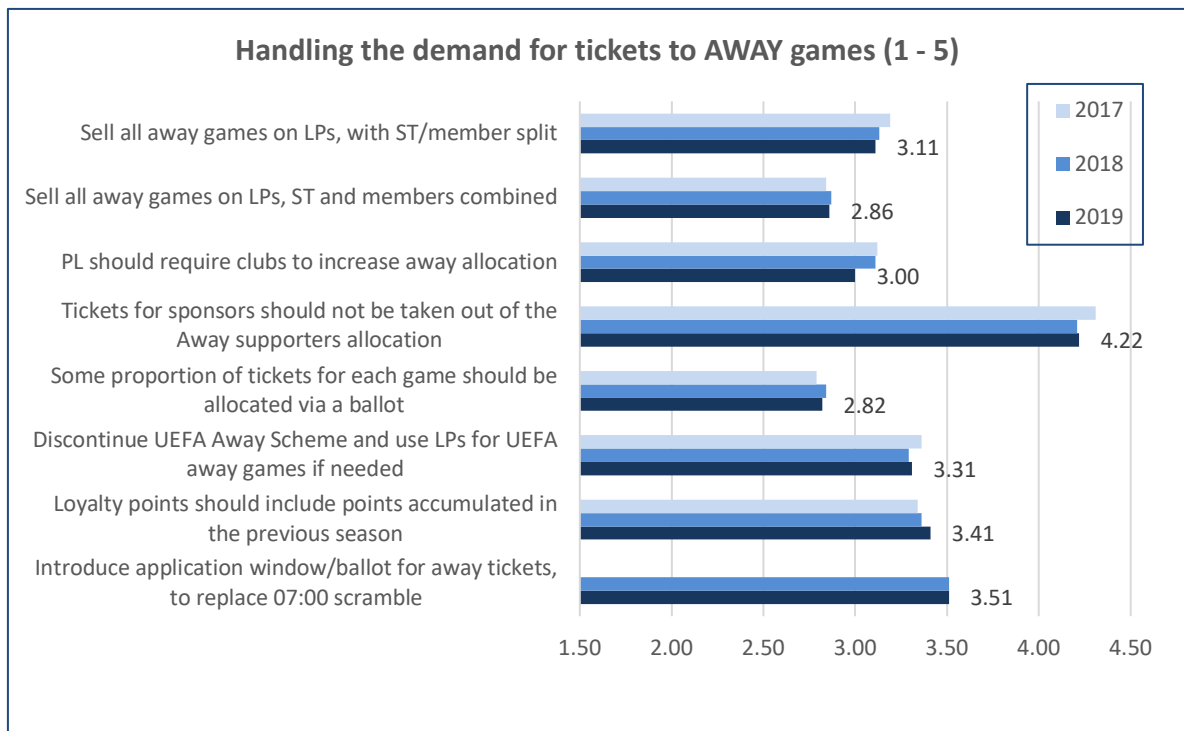 Handling the demand for tickets to AWAY games (1 - 5)
2017
2018
2019
Sell all away games on LPs, with ST/member split
3.11
Sell all away games on LPs, ST and members combined
2.86
PL should require clubs to increase away allocation
3.00
Tickets for sponsors should not be taken out of the
Away supporters allocation
4.22
Some proportion of tickets for each game should be
allocated via a ballot
2.82
Discontinue UEFA Away Scheme and use LPs for UEFA
away games if needed
3.31
Loyalty points should include points accumulated in
the previous season
3.41
Introduce application window/ballot for away tickets,
to replace 07:00 scramble
3.51
1.50 2.00 2.50 3.00 3.50 4.00 4.50